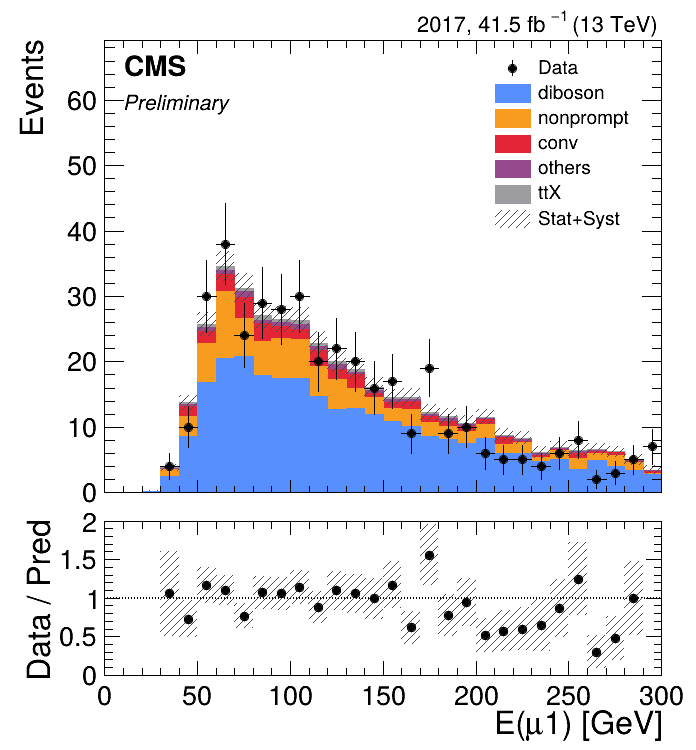 2017, 41.5 fb⁻¹ (13 TeV)
CMS
Preliminary
Events
60
50
40
30
20
10
0
Data
diboson
nonprompt
conv
others
ttX
Stat+Syst
Data / Pred
2
1.5
1
0.5
0
0 50 100 150 200 250 300
E(μ1) [GeV]